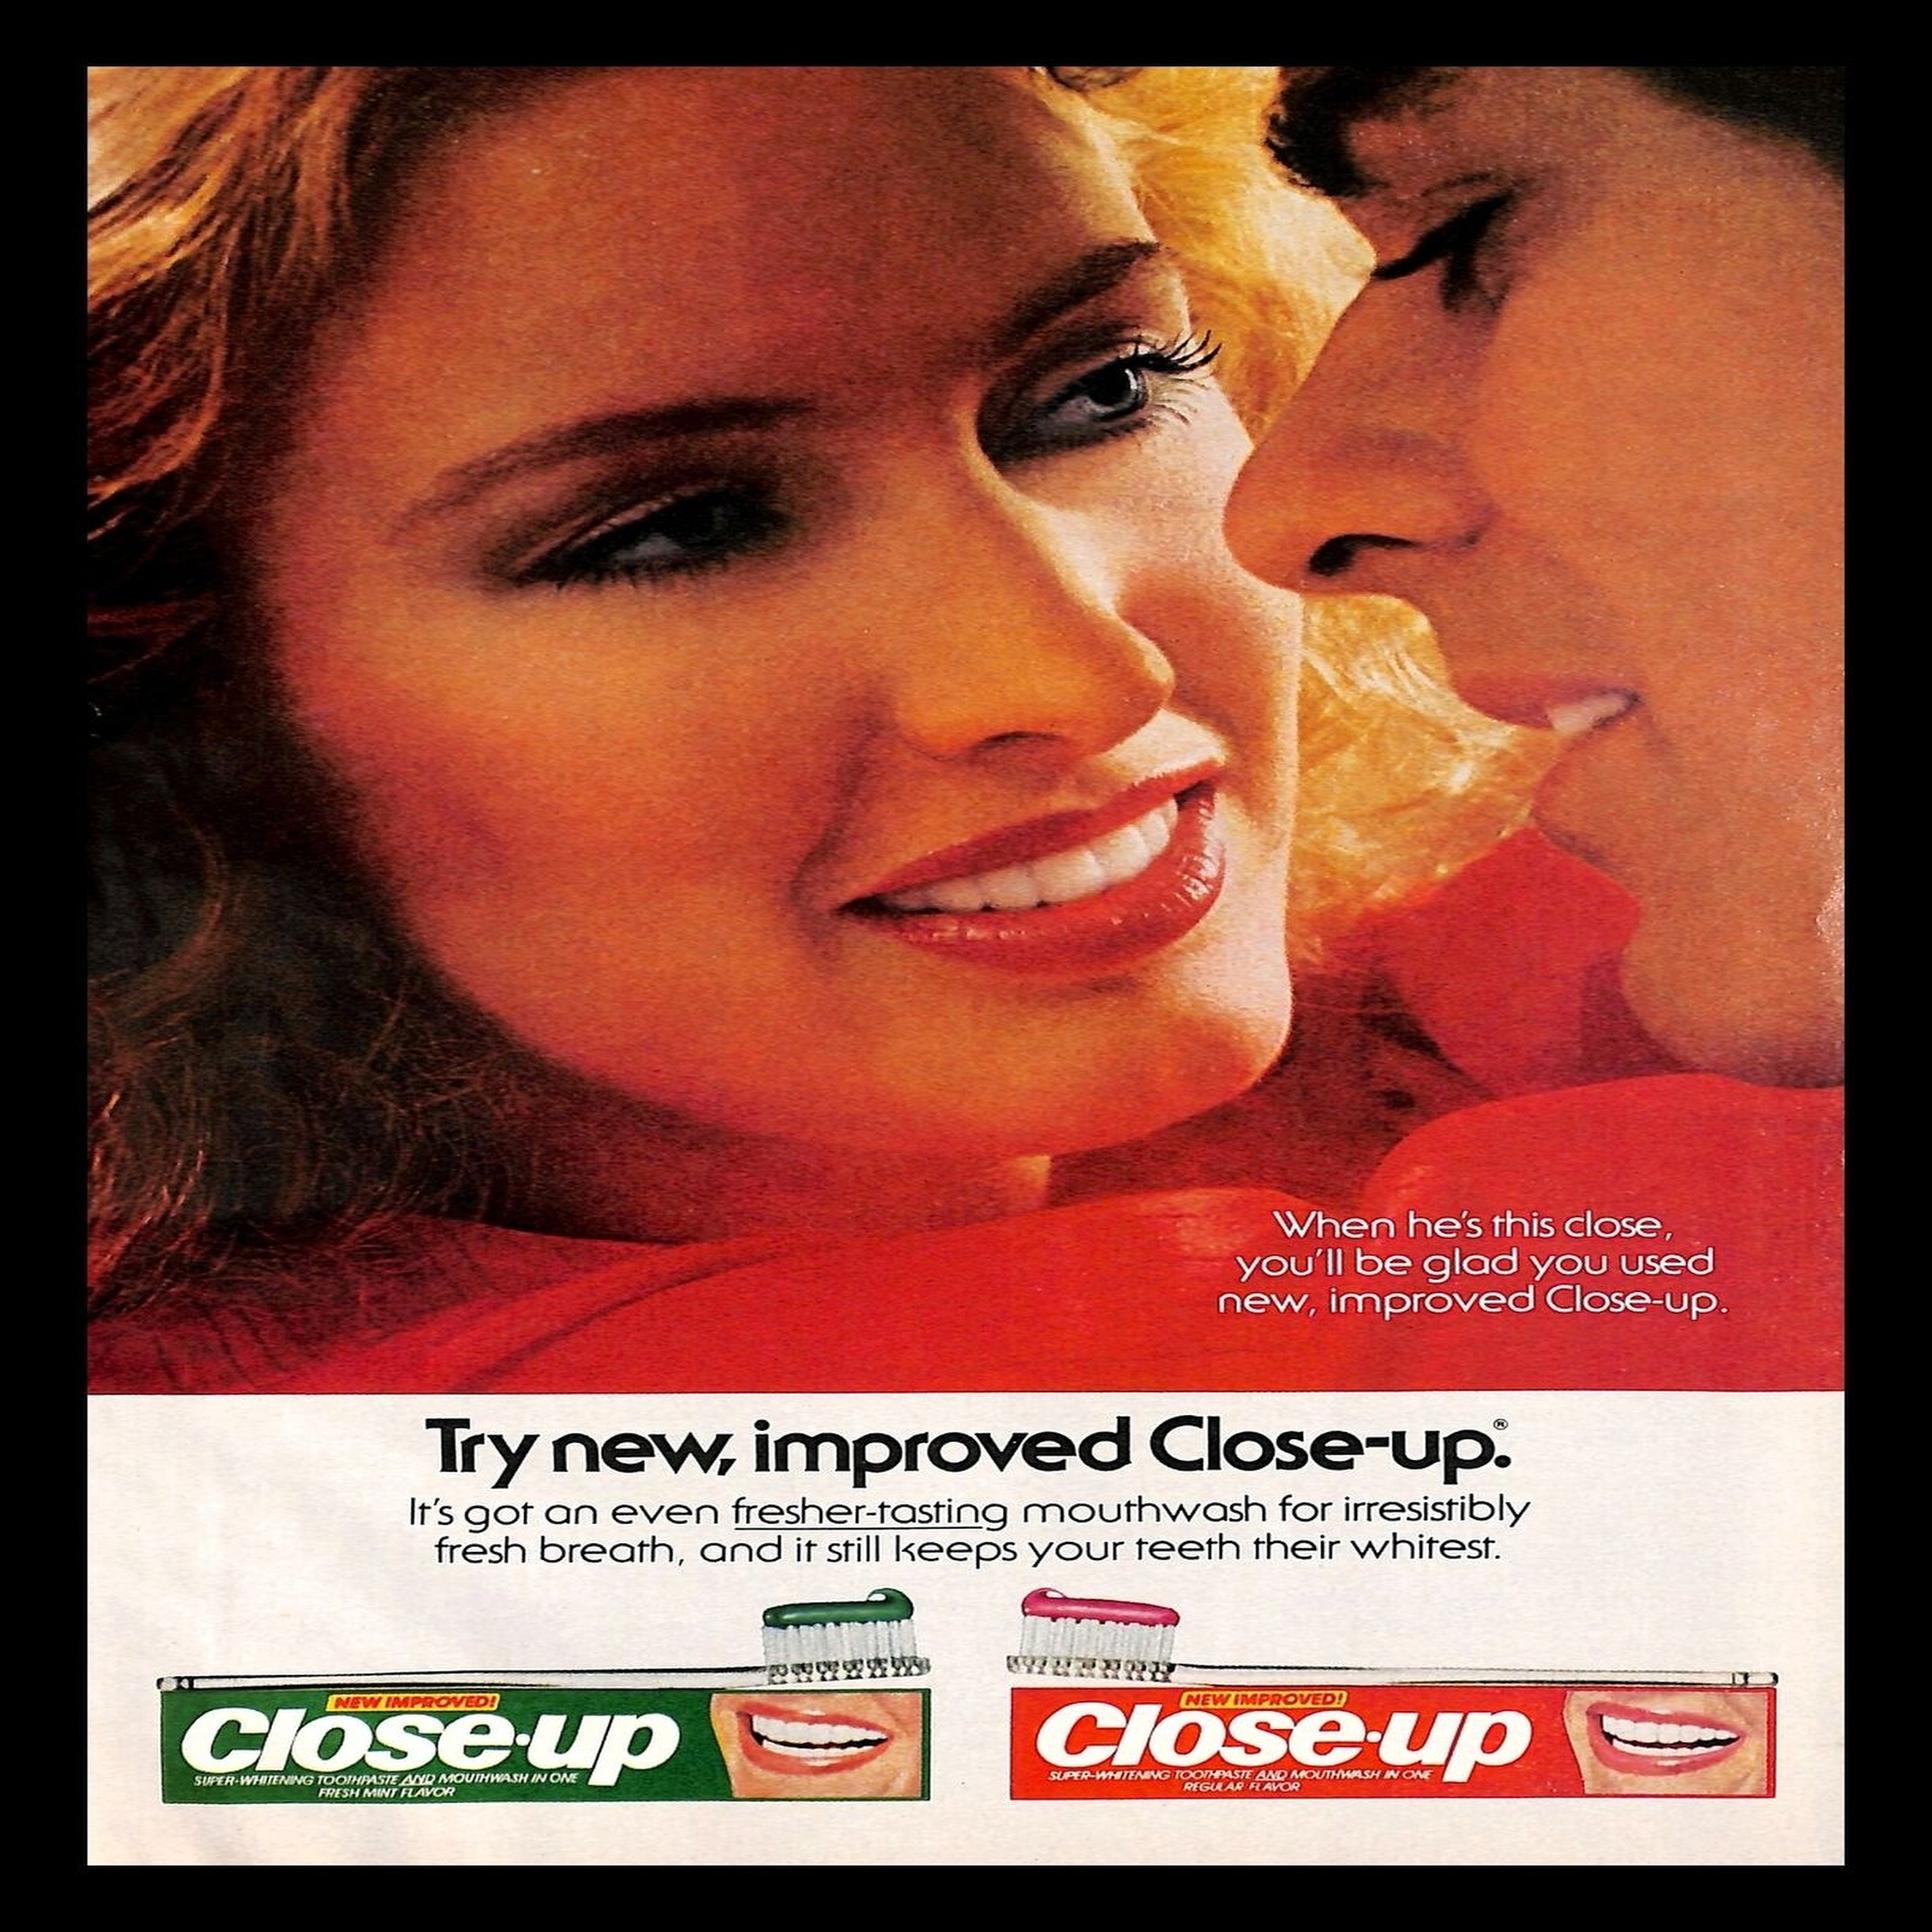 When he's this close,
you'll be glad you used
new, improved Close-up.
Try new, improved Close-up.®
It's got an even fresher-tasting mouthwash for irresistibly
fresh breath, and it still keeps your teeth their whitest.
NEW IMPROVED!
Close·up
SUPER-WHITENING TOOTHPASTE AND MOUTHWASH IN ONE
FRESH MINT FLAVOR
NEW IMPROVED!
Close·up
SUPER-WHITENING TOOTHPASTE AND MOUTHWASH IN ONE
REGULAR FLAVOR